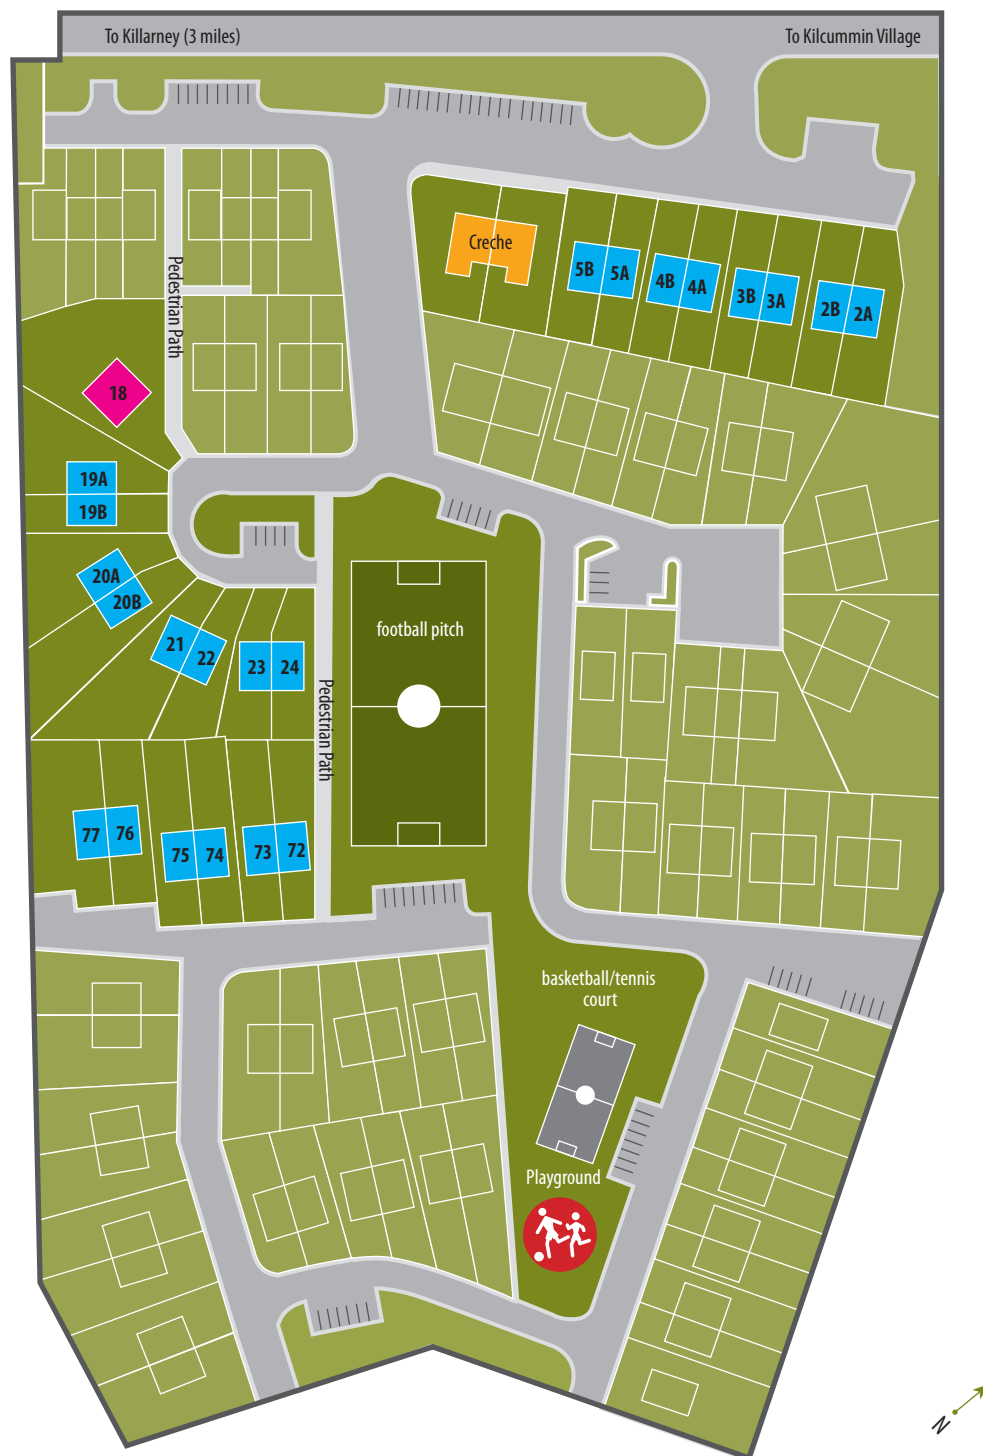 To Killarney (3 miles)
To Kilcummin Village
Creche
5B
5A
4B
4A
3B
3A
2B
2A
Pedestrian Path
18
19A
19B
20A
20B
21
22
23
24
football pitch
Pedestrian Path
77
76
75
74
73
72
basketball/tennis
court
Playground
N